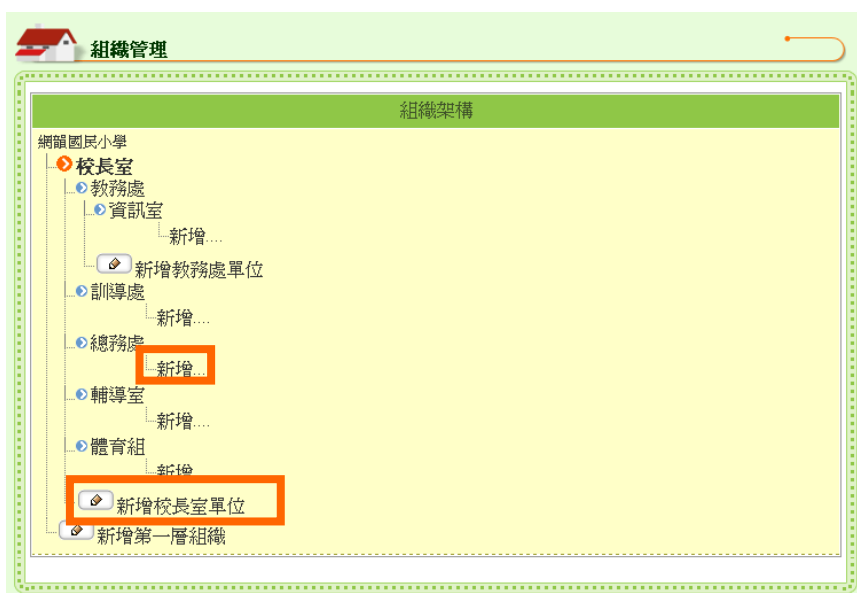 組織管理
組織架構
網韻國民小學
校長室
教務處
資訊室
新增....
新增教務處單位
訓導處
新增....
總務處
新增...
輔導室
新增....
體育組
新增
新增校長室單位
新增第一層組織